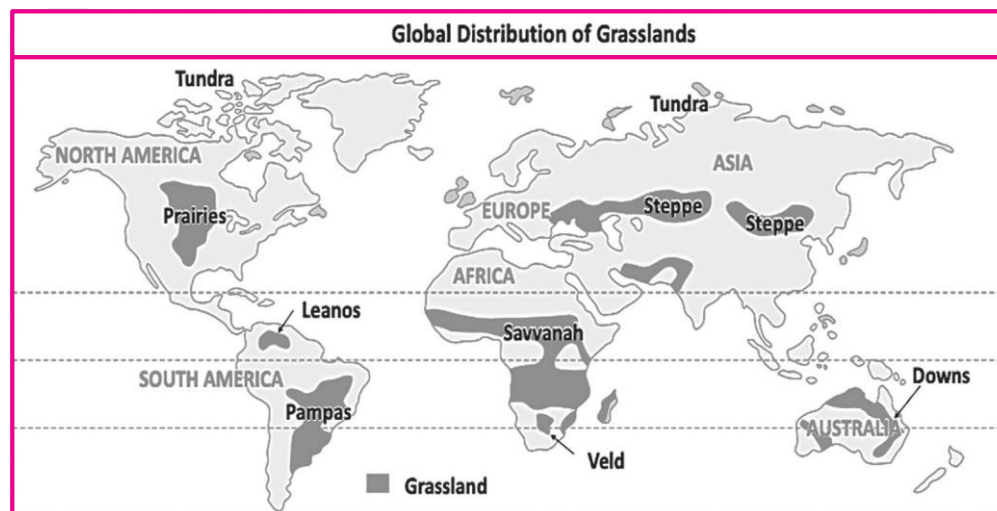 Global Distribution of Grasslands
Tundra
Tundra
NORTH AMERICA
ASIA
Prairies
EUROPE
Steppe
Steppe
AFRICA
Leanos
Savvanah
SOUTH AMERICA
Downs
Pampas
AUSTRALIA
Veld
Grassland